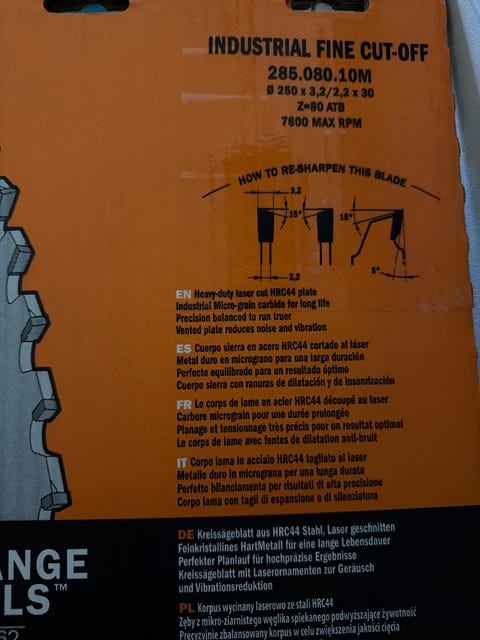 INDUSTRIAL FINE CUT-OFF
285.080.10M
Ø 250 x 3,2/2,2 x 30
Z=80 ATB
7800 MAX RPM
HOW TO RE-SHARPEN THIS BLADE
3,2
18° 18°
2,2 5°
EN Heavy-duty laser cut HRC44 plate
Industrial Micro-grain carbide for long life
Precision balanced to run truer
Vented plate reduces noise and vibration
ES Cuerpo sierra en acero HRC44 cortado al láser
Metal duro en micrograno para una larga duración
Perfecto equilibrado para un resultado óptimo
Cuerpo sierra con ranuras de dilatación y de insonrización
FR Le corps de lame en acier HRC44 découpé au laser
Carbure micrograin pour une durée prolongée
Planage et tensionnage très précis pour un resultat optimal
Le corps de lame avec fentes de dilatation anti-bruit
IT Corpo lama in acciaio HRC44 tagliato al laser
Metallo duro in micrograna per una lunga durata
Perfetto bilanciamento per risultati di alta precisione
Corpo lama con tagli di espansione e di silenziatura
DE Kreissägeblatt aus HRC44 Stahl, Laser geschnitten
Feinkristallines HartMetall für eine lange Lebensdauer
Perfekter Planlauf für hochpräzise Ergebnisse
Kreissägeblatt mit Laserornamenten zur Geräusch
und Vibrationsreduktion
ANGE
LS™
62
PL Korpus wycinany laserowo ze stali HRC44
Zęby z mikro-ziarnistego węglika spiekanego podwyższające żywotność
Precyzyjnie zbalansowany korpus w celu zwiększenia jakości cięcia